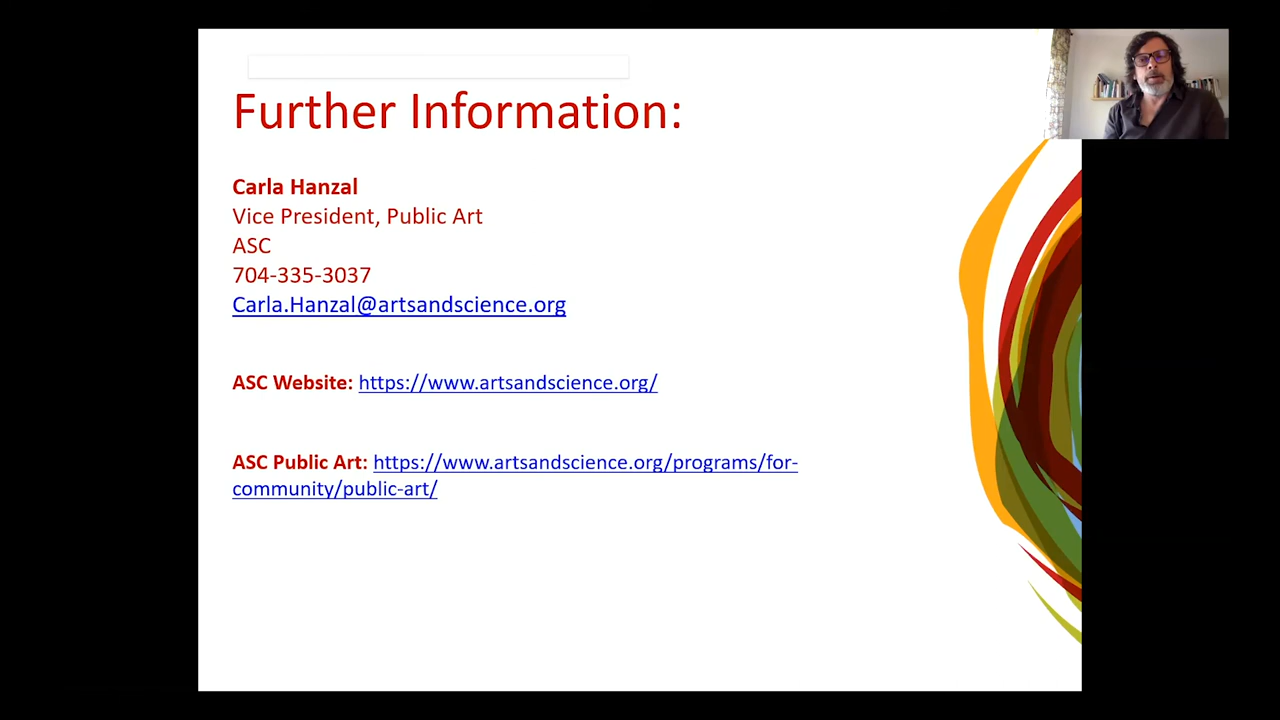 Further Information:
Carla Hanzal
Vice President, Public Art
ASC
704-335-3037
Carla.Hanzal@artsandscience.org
ASC Website: https://www.artsandscience.org/
ASC Public Art: https://www.artsandscience.org/programs/for-
community/public-art/